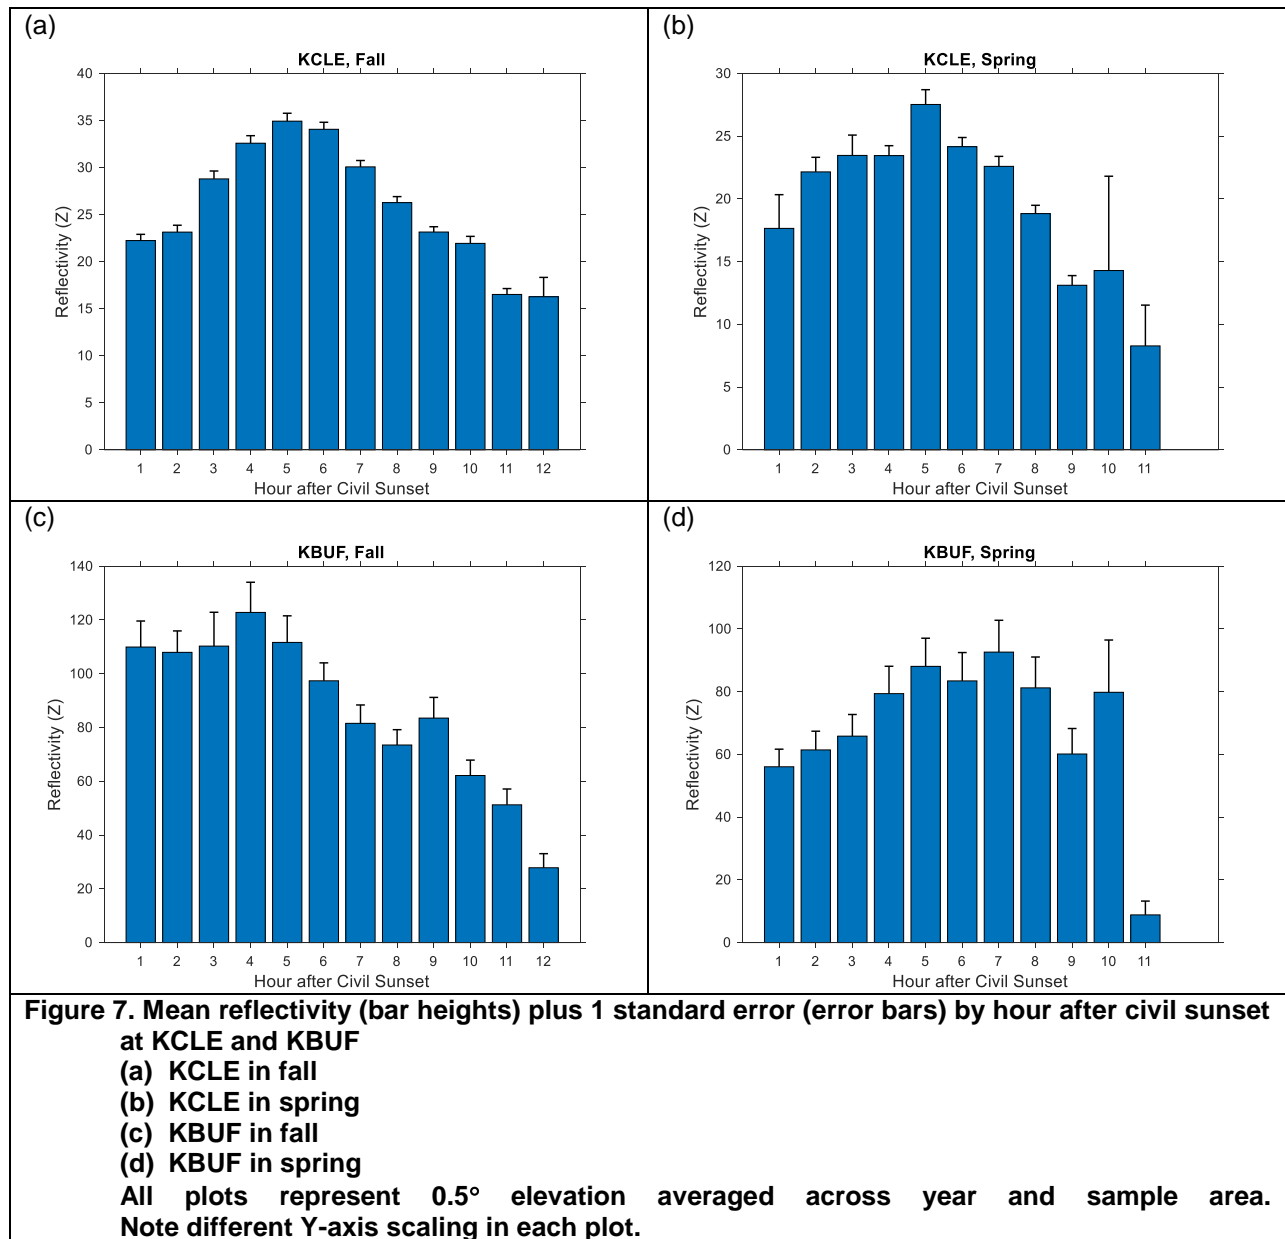 (a)
KCLE, Fall
40
35
30
25
20
15
10
5
0
Reflectivity (Z)
1 2 3 4 5 6 7 8 9 10 11 12
Hour after Civil Sunset
(b)
KCLE, Spring
30
25
20
15
10
5
0
Reflectivity (Z)
1 2 3 4 5 6 7 8 9 10 11
Hour after Civil Sunset
(c)
KBUF, Fall
140
120
100
80
60
40
20
0
Reflectivity (Z)
1 2 3 4 5 6 7 8 9 10 11 12
Hour after Civil Sunset
(d)
KBUF, Spring
120
100
80
60
40
20
0
Reflectivity (Z)
1 2 3 4 5 6 7 8 9 10 11
Hour after Civil Sunset
Figure 7. Mean reflectivity (bar heights) plus 1 standard error (error bars) by hour after civil sunset
at KCLE and KBUF
(a) KCLE in fall
(b) KCLE in spring
(c) KBUF in fall
(d) KBUF in spring
All plots represent 0.5° elevation averaged across year and sample area.
Note different Y-axis scaling in each plot.